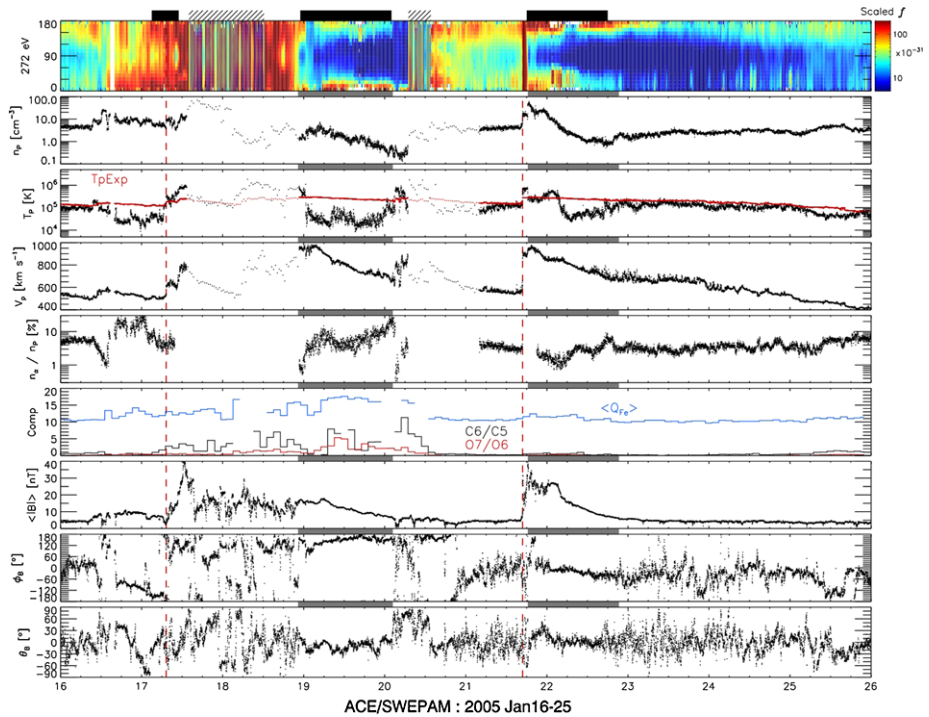 Scaled f
272 eV
180
90
0
100
×10⁻³¹
10
n_P [cm⁻³]
100.0
10.0
1.0
0.1
TpExp
T_P [K]
10⁶
10⁵
10⁴
V_P [km s⁻¹]
1000
800
600
400
n_α / n_P [%]
10
1
Comp
20
15
10
5
0
<Q_Fe>
C6/C5
O7/O6
<|B|> [nT]
40
30
20
10
0
φ_B [°]
180
120
60
0
−60
−120
−180
θ_B [°]
90
60
30
0
−30
−60
−90
16 17 18 19 20 21 22 23 24 25 26
ACE/SWEPAM : 2005 Jan16-25